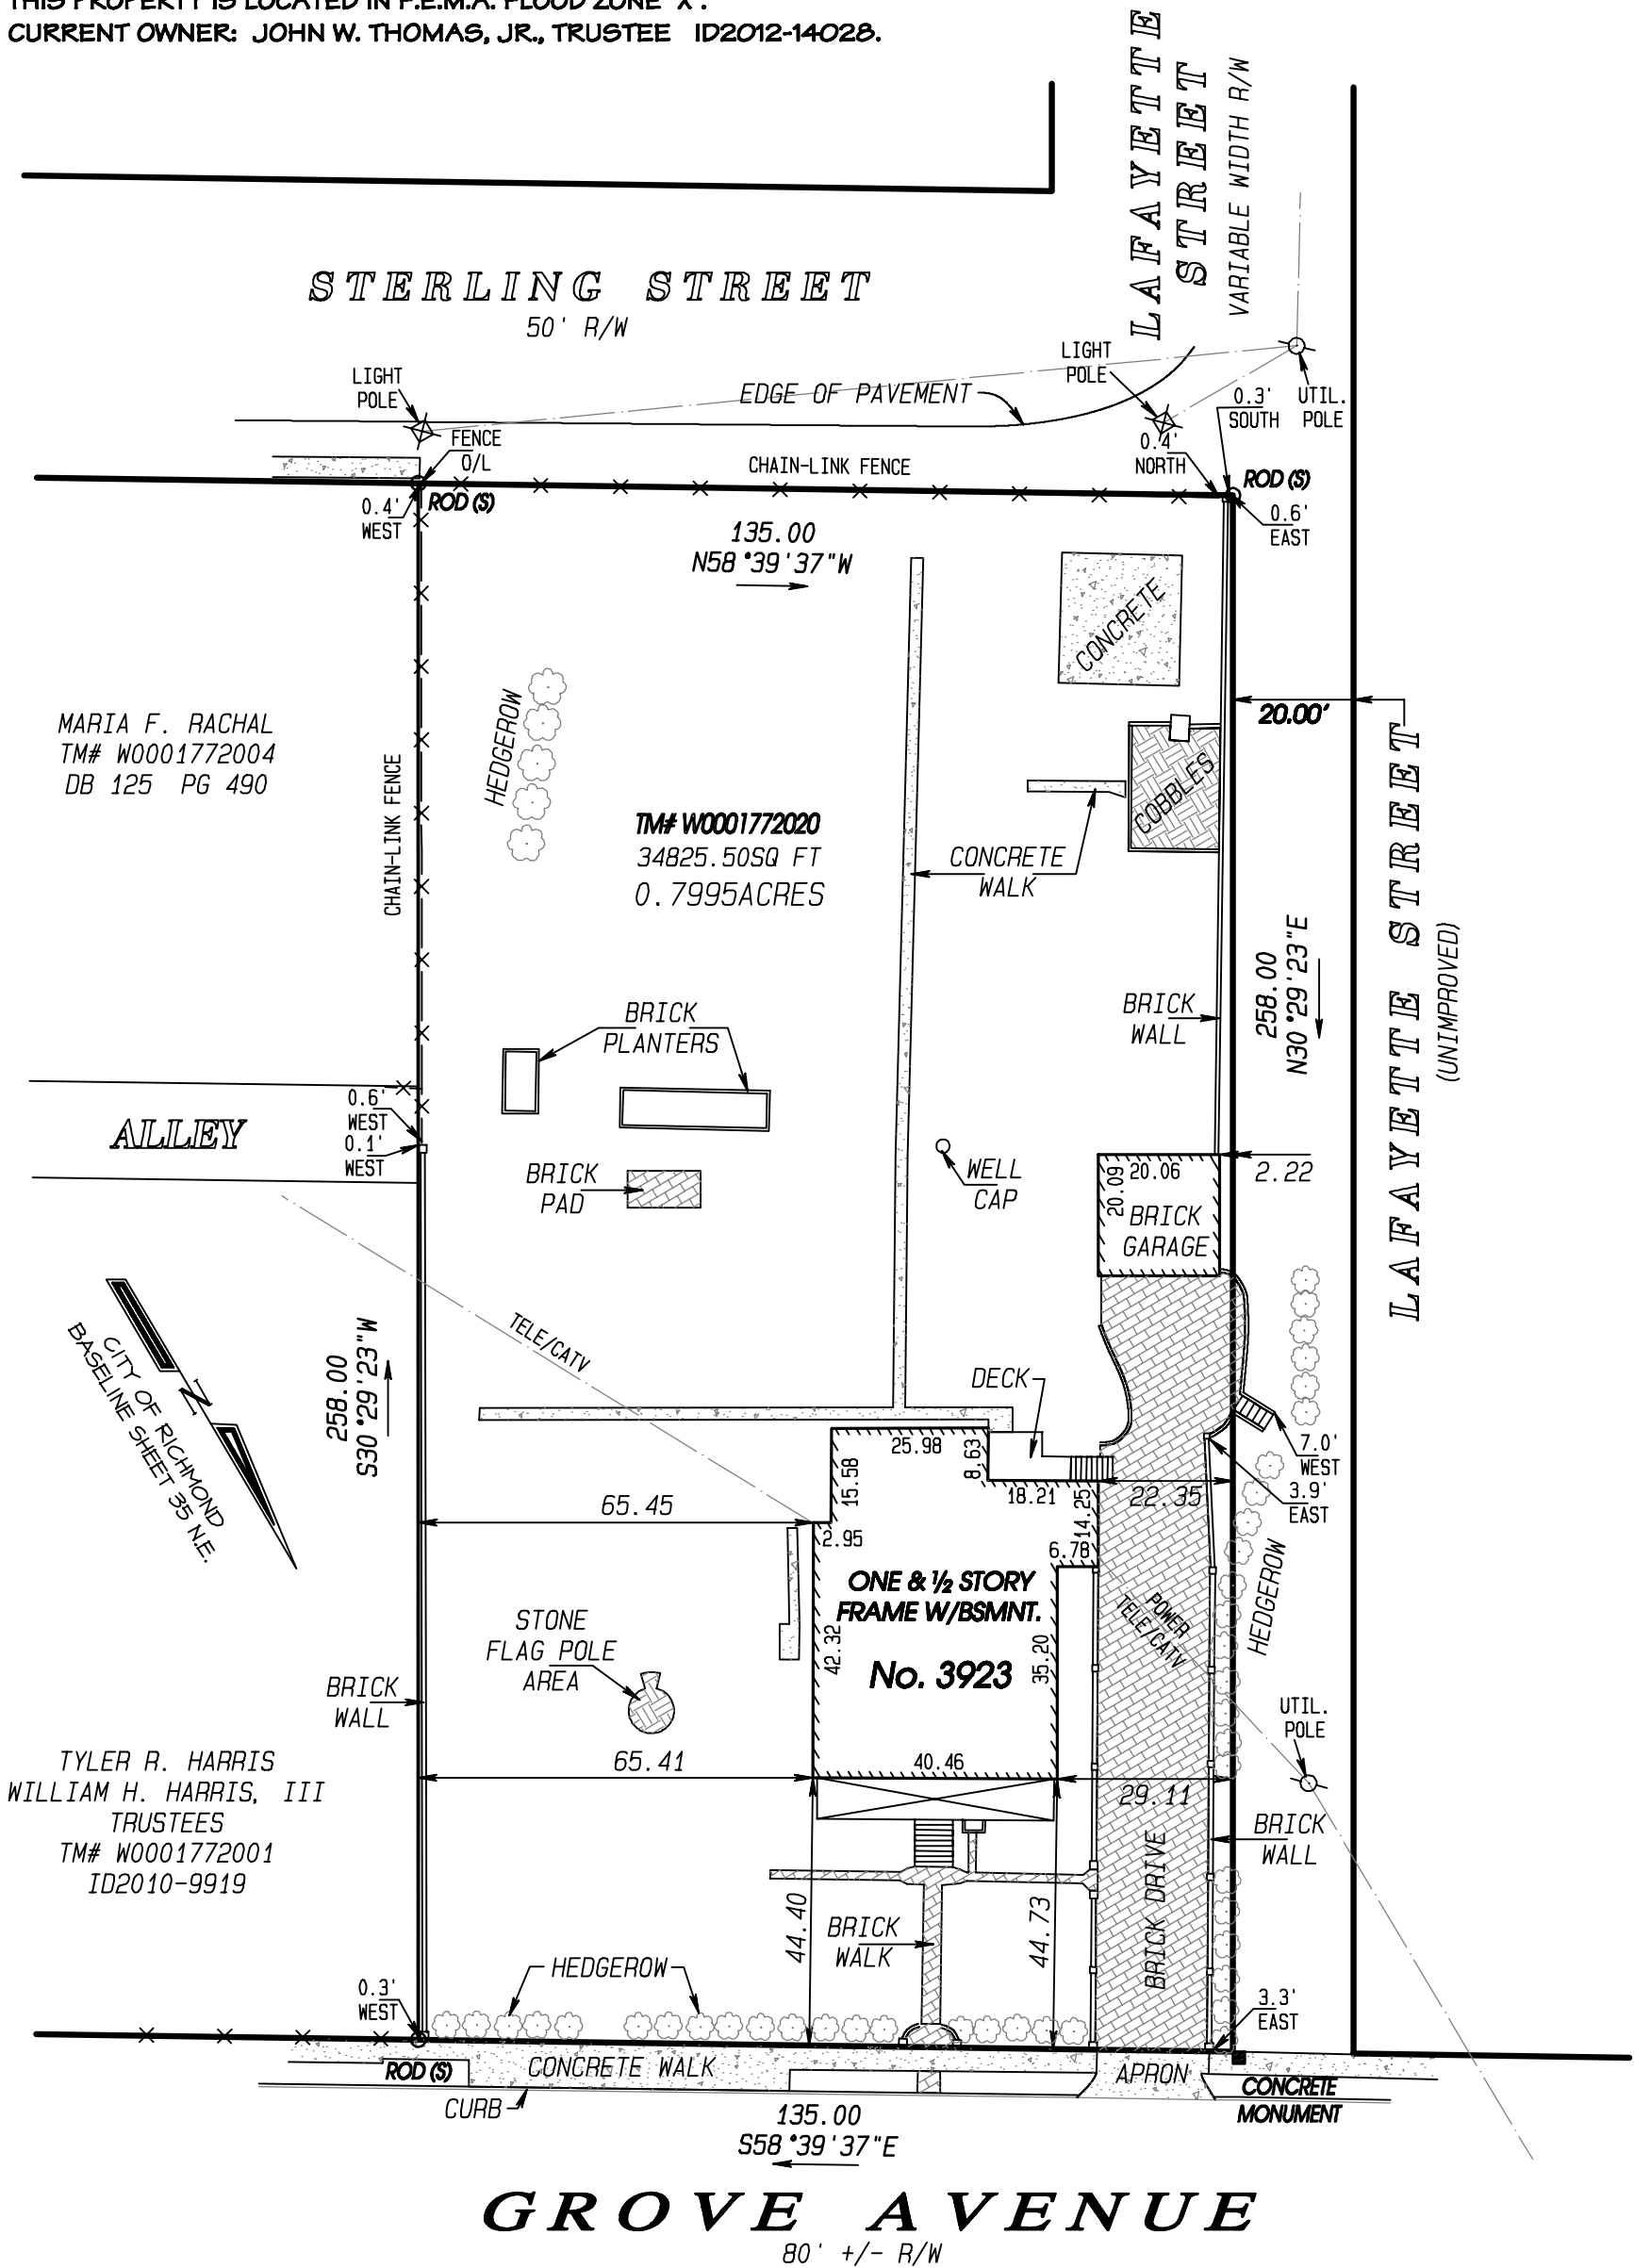 THIS PROPERTY IS LOCATED IN F.E.M.A. FLOOD ZONE "X".
CURRENT OWNER: JOHN W. THOMAS, JR., TRUSTEE ID2012-14028.
LAFAYETTE
STREET
VARIABLE WIDTH R/W
STERLING STREET
50' R/W
LIGHT
POLE
LIGHT
POLE
EDGE OF PAVEMENT
0.3'
SOUTH
UTIL.
POLE
FENCE
O/L
CHAIN-LINK FENCE
0.4'
NORTH
ROD (S)
0.4'
WEST
ROD (S)
0.6'
EAST
135.00
N58°39'37"W
CONCRETE
HEDGEROW
20.00'
MARIA F. RACHAL
TM# W0001772004
DB 125 PG 490
CHAIN-LINK FENCE
COBBLES
TM# W0001772020
34825.50SQ FT
0.7995ACRES
CONCRETE
WALK
LAFAYETTE STREET
(UNIMPROVED)
258.00
N30°29'23"E
BRICK
PLANTERS
BRICK
WALL
ALLEY
0.6'
WEST
0.1'
WEST
BRICK
PAD
WELL
CAP
20.06
20.09
BRICK
GARAGE
2.22
CITY OF RICHMOND
BASELINE SHEET 35 N.E.
N
258.00
S30°29'23"W
TELE/CATV
DECK
25.98
8.63
15.58
18.21
14.25
22.35
7.0'
WEST
3.9'
EAST
65.45
2.95
6.78
ONE & ½ STORY
FRAME W/BSMNT.
No. 3923
42.32
35.20
POWER
TELE/CATV
HEDGEROW
STONE
FLAG POLE
AREA
BRICK
WALL
UTIL.
POLE
65.41
40.46
29.11
TYLER R. HARRIS
WILLIAM H. HARRIS, III
TRUSTEES
TM# W0001772001
ID2010-9919
BRICK
WALL
BRICK DRIVE
44.40
44.73
BRICK
WALK
HEDGEROW
0.3'
WEST
3.3'
EAST
ROD (S)
CONCRETE WALK
APRON
CONCRETE
MONUMENT
CURB
135.00
S58°39'37"E
GROVE AVENUE
80' +/- R/W